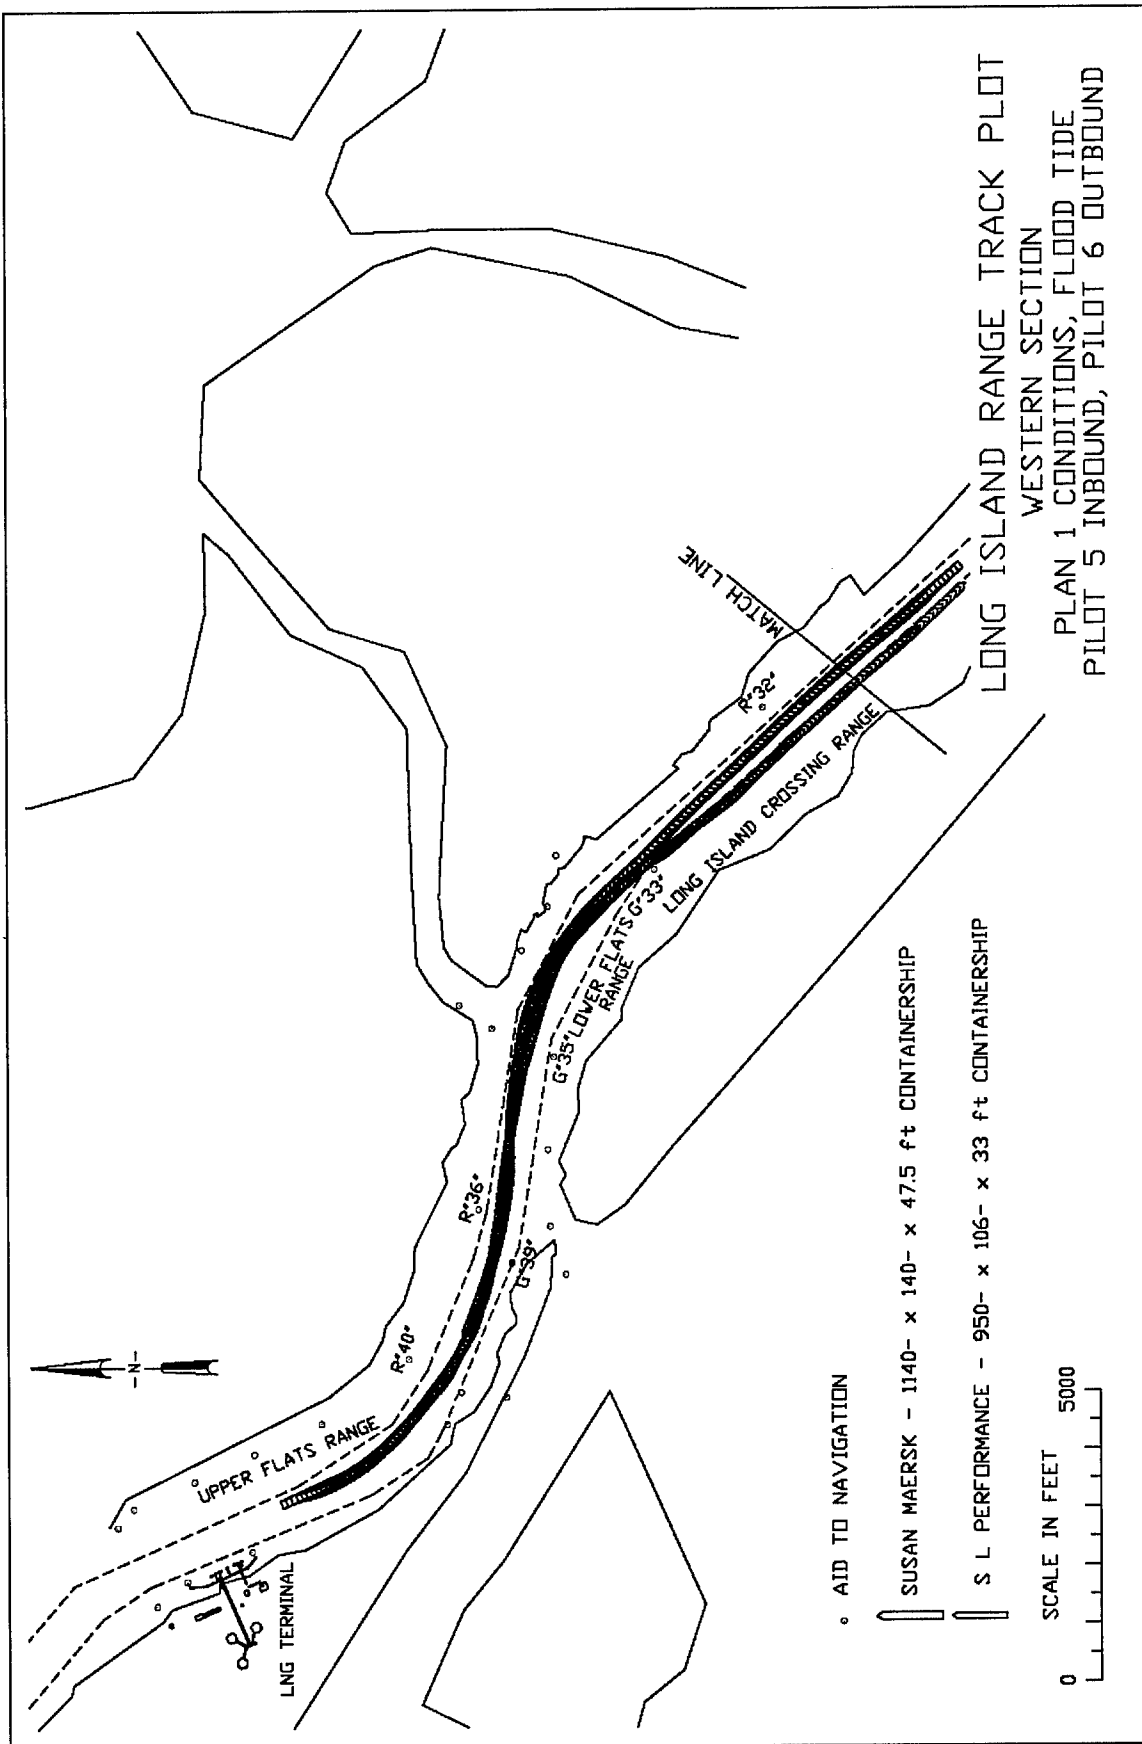 LONG ISLAND RANGE TRACK PLOT
WESTERN SECTION
PLAN 1 CONDITIONS, FLOOD TIDE
PILOT 5 INBOUND, PILOT 6 OUTBOUND
MATCH LINE
R"32"
LONG ISLAND CROSSING RANGE
G"33"
LOWER FLATS
RANGE
G"35"
R"36"
G"39"
R"40"
-N-
UPPER FLATS RANGE
LNG TERMINAL
AID TO NAVIGATION
SUSAN MAERSK - 1140- x 140- x 47.5 ft CONTAINERSHIP
S L PERFORMANCE - 950- x 106- x 33 ft CONTAINERSHIP
SCALE IN FEET
0 5000